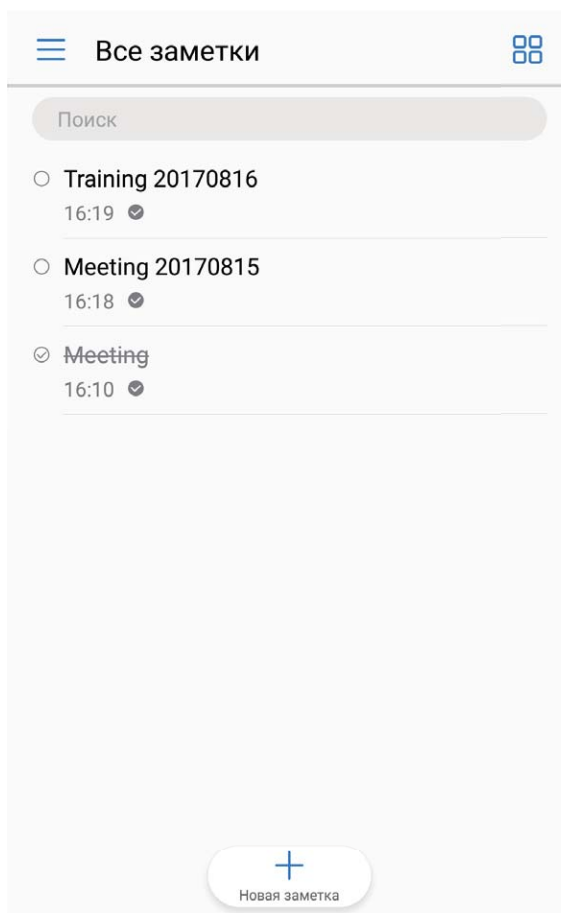 Все заметки
Поиск
Training 20170816
16:19
Meeting 20170815
16:18
Meeting
16:10
Новая заметка